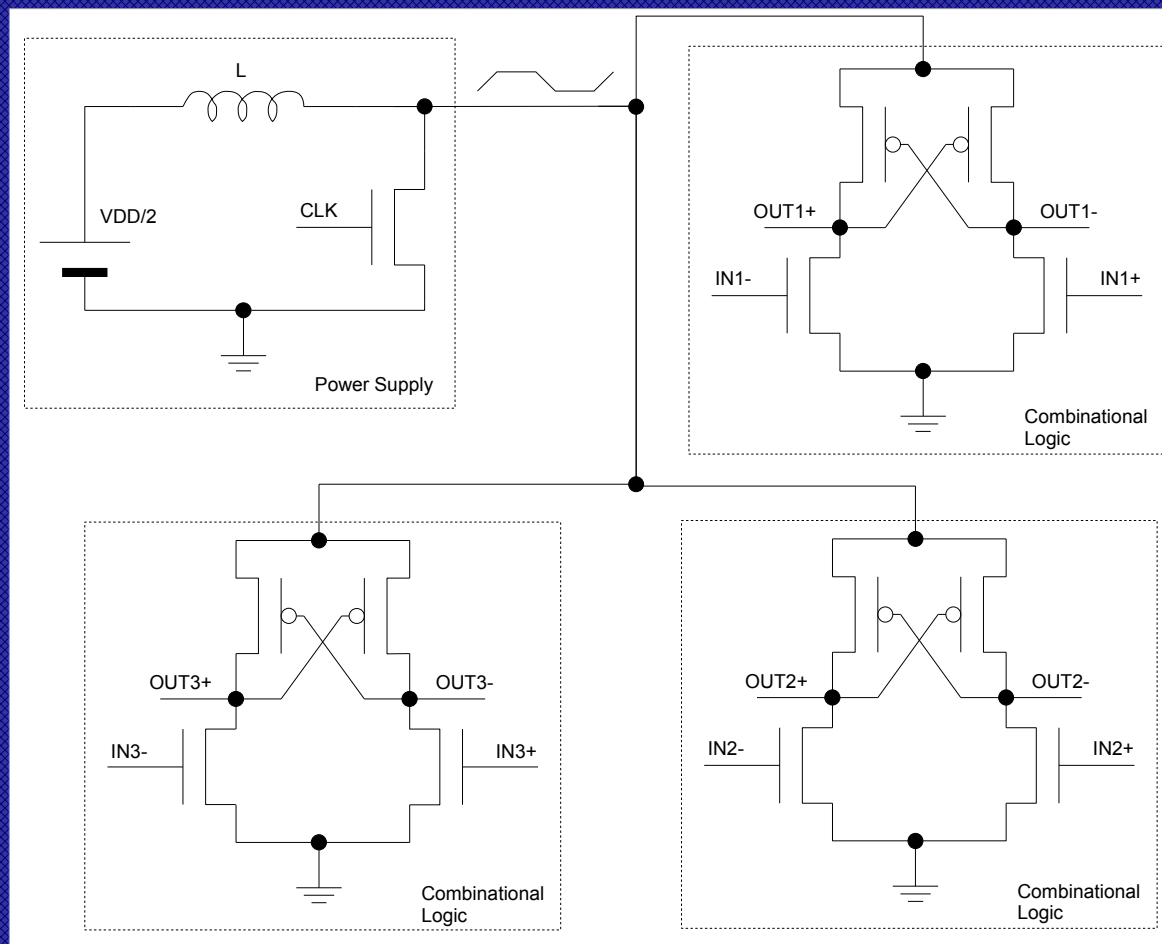 L
VDD/2
CLK
Power Supply
OUT1+
OUT1-
IN1-
IN1+
Combinational
Logic
OUT3+
OUT3-
IN3-
IN3+
Combinational
Logic
OUT2+
OUT2-
IN2-
IN2+
Combinational
Logic